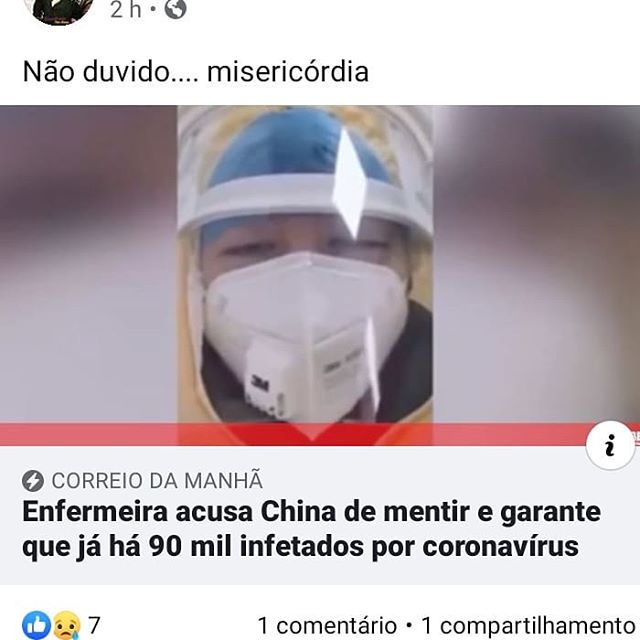 2 h
Não duvido.... misericórdia
3M
CORREIO DA MANHÃ
Enfermeira acusa China de mentir e garante
que já há 90 mil infetados por coronavírus
7
1 comentário • 1 compartilhamento